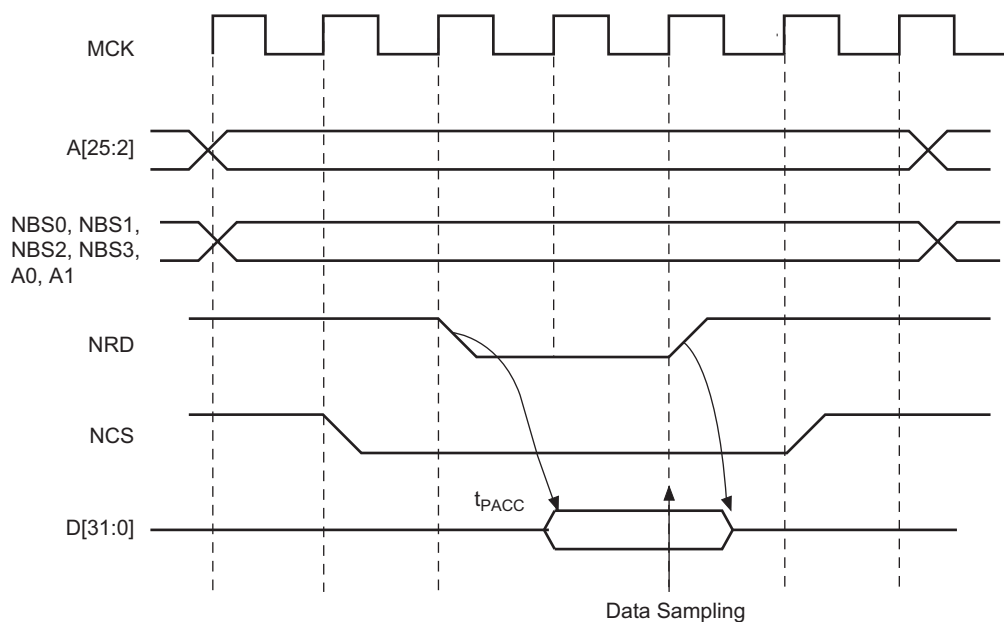 MCK
A[25:2]
NBS0, NBS1,
NBS2, NBS3,
A0, A1
NRD
NCS
tPACC
D[31:0]
Data Sampling